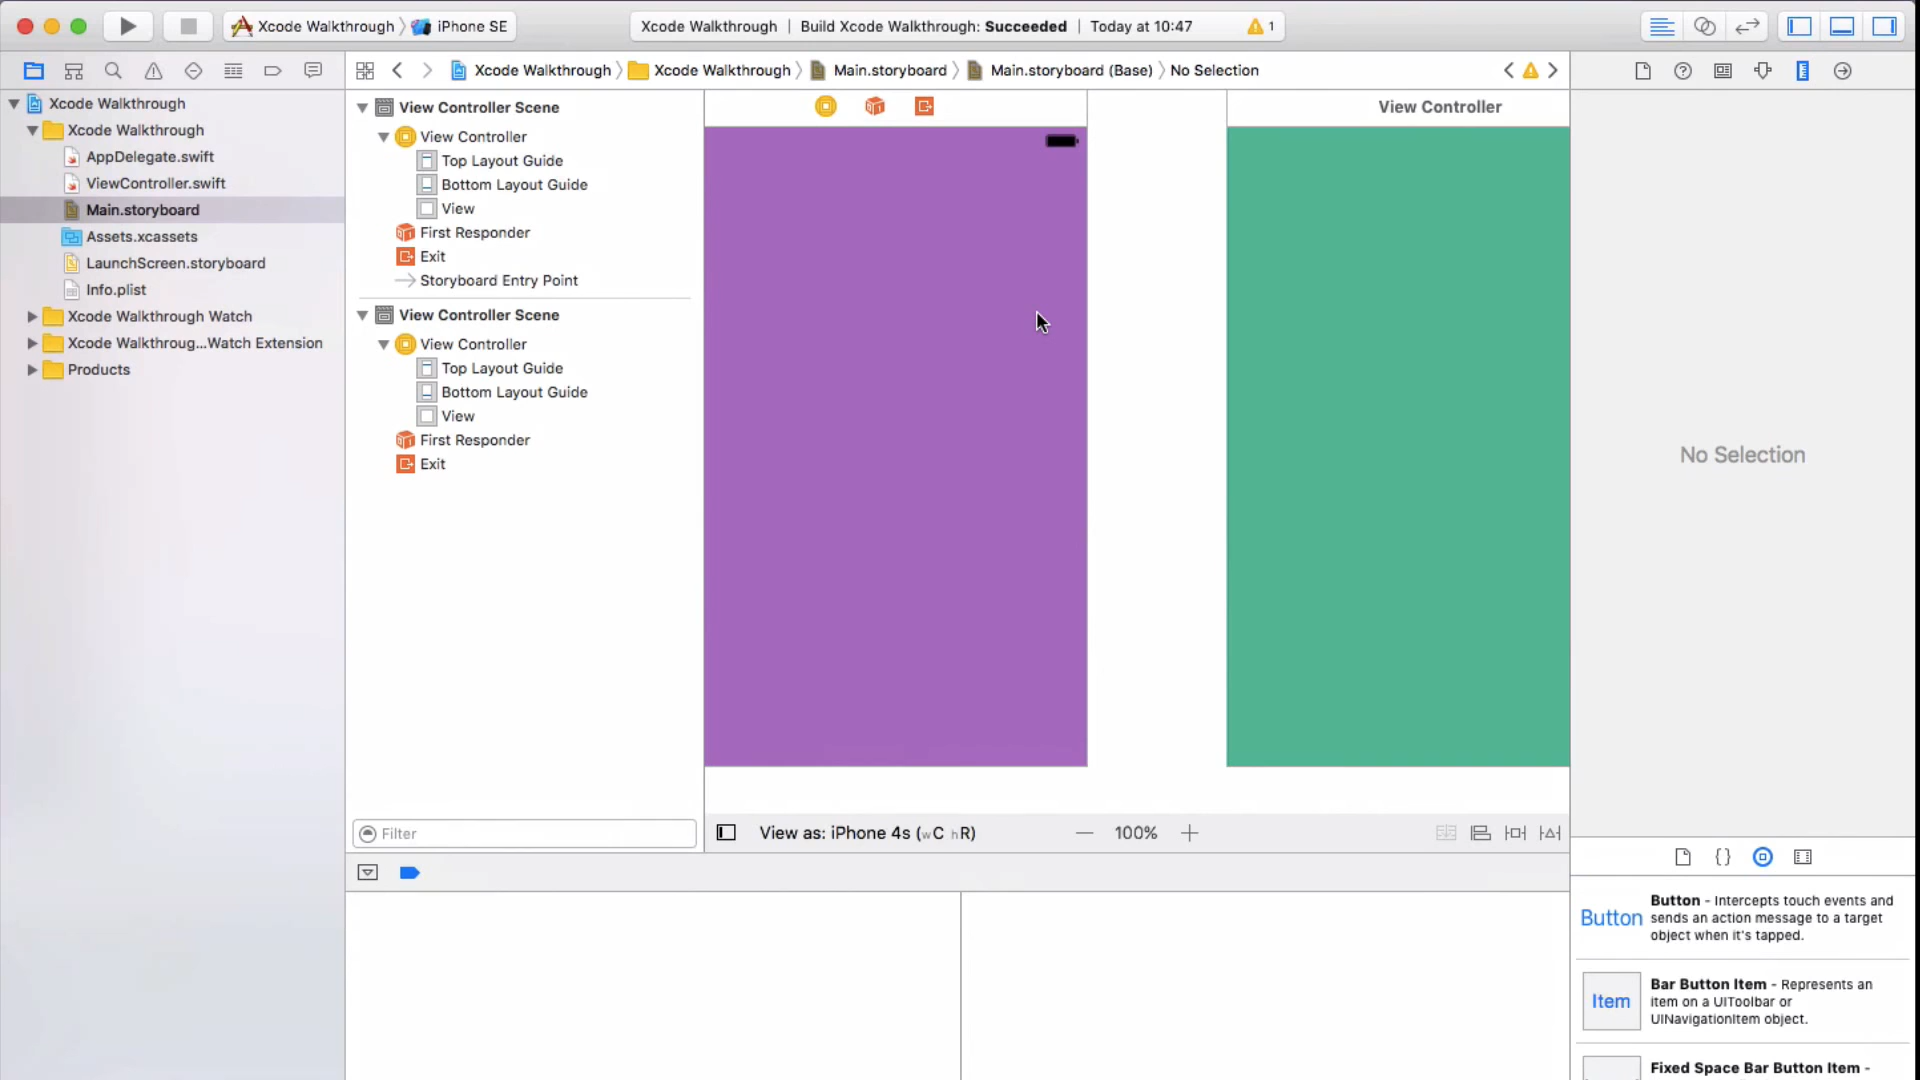 Xcode Walkthrough 〉 iPhone SE
Xcode Walkthrough | Build Xcode Walkthrough: Succeeded | Today at 10:47
1
Xcode Walkthrough 〉 Xcode Walkthrough 〉 Main.storyboard 〉 Main.storyboard (Base) 〉 No Selection
Xcode Walkthrough
Xcode Walkthrough
AppDelegate.swift
ViewController.swift
Main.storyboard
Assets.xcassets
LaunchScreen.storyboard
Info.plist
Xcode Walkthrough Watch
Xcode Walkthroug...Watch Extension
Products
View Controller Scene
View Controller
Top Layout Guide
Bottom Layout Guide
View
First Responder
Exit
Storyboard Entry Point
View Controller Scene
View Controller
Top Layout Guide
Bottom Layout Guide
View
First Responder
Exit
Filter
View Controller
View as: iPhone 4s (wC hR)
— 100% +
No Selection
{}
Button
Button - Intercepts touch events and
sends an action message to a target
object when it's tapped.
Item
Bar Button Item - Represents an
item on a UIToolbar or
UINavigationItem object.
Fixed Space Bar Button Item -